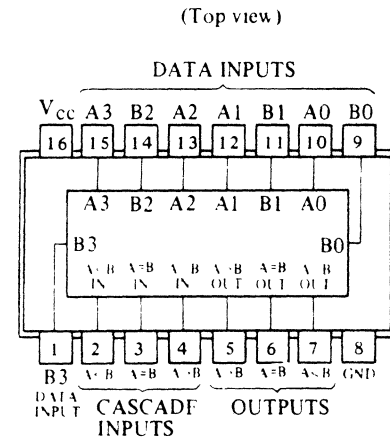 (Top view)
DATA INPUTS
Vcc A3 B2 A2 A1 B1 A0 B0
16 15 14 13 12 11 10 9
A3 B2 A2 A1 B1 A0
B3 B0
A=B A=B
IN IN IN OUT OUT OUT
1 2 3 4 5 6 7 8
B3 A=B A=B A<B GND
DATA
INPUT
CASCADE OUTPUTS
INPUTS